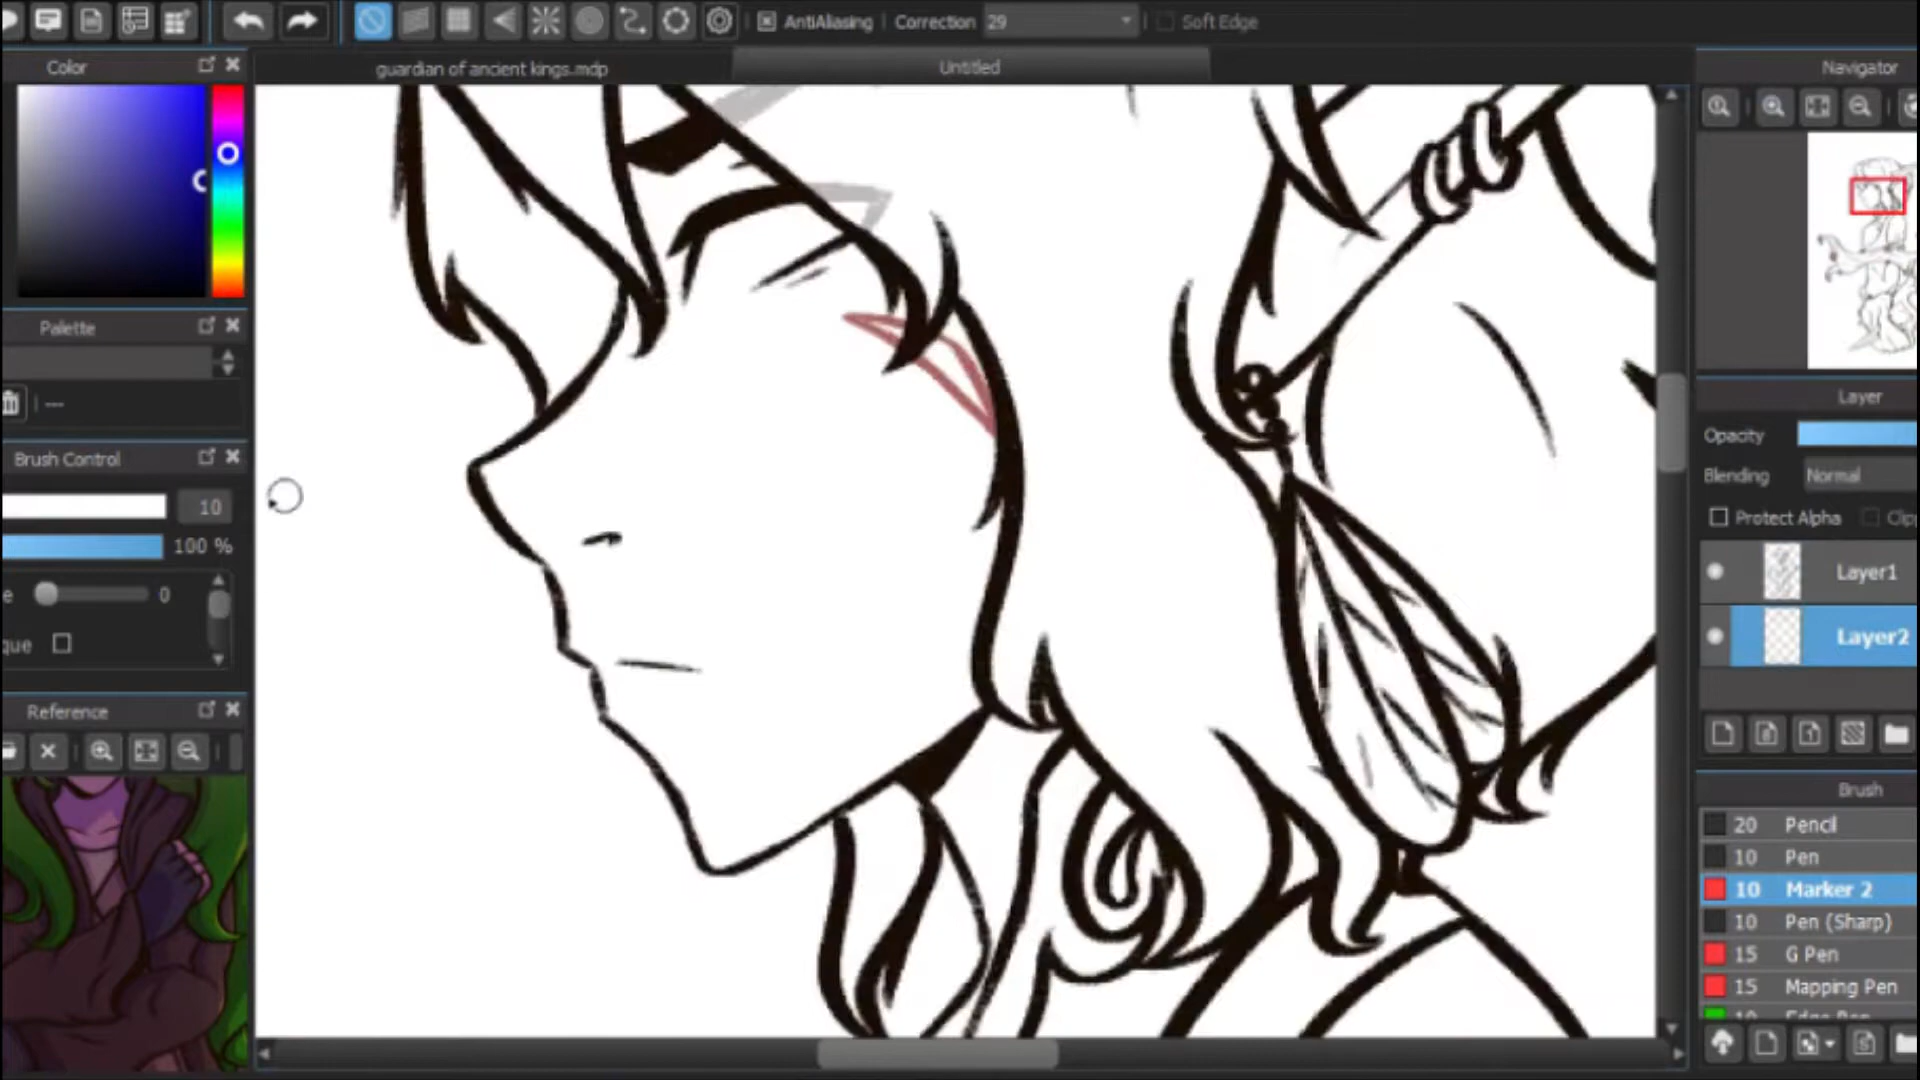 AntiAliasing Correction 29 Soft Edge
Color
guardian of ancient kings.mdp
Untitled
Navigator
Palette
---
Layer
Opacity
Blending Normal
Protect Alpha
Brush Control
10
100 %
0
Layer1
Layer2
Reference
Brush
20 Pencil
10 Pen
10 Marker 2
10 Pen (Sharp)
15 G Pen
15 Mapping Pen